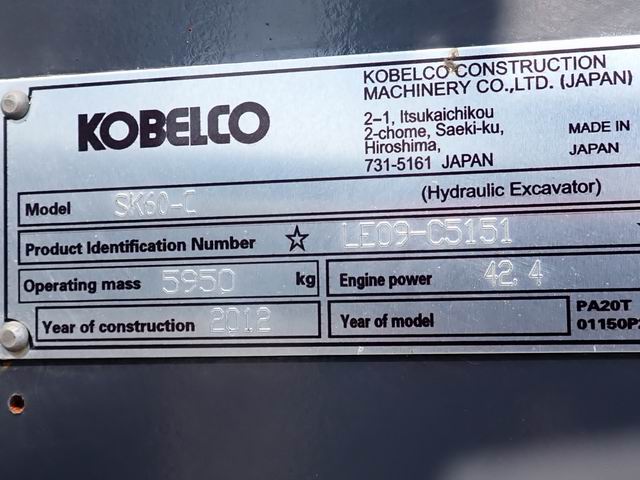 KOBELCO
KOBELCO CONSTRUCTION
MACHINERY CO.,LTD. (JAPAN)
2-1, Itsukaichikou
2-chome, Saeki-ku,
Hiroshima,
731-5161 JAPAN
MADE IN
JAPAN
Model SK60-C (Hydraulic Excavator)
Product Identification Number ☆ LE09-C5151
Operating mass 5950 kg
Engine power 42.4
Year of construction 2012
Year of model
PA20T
01150P2